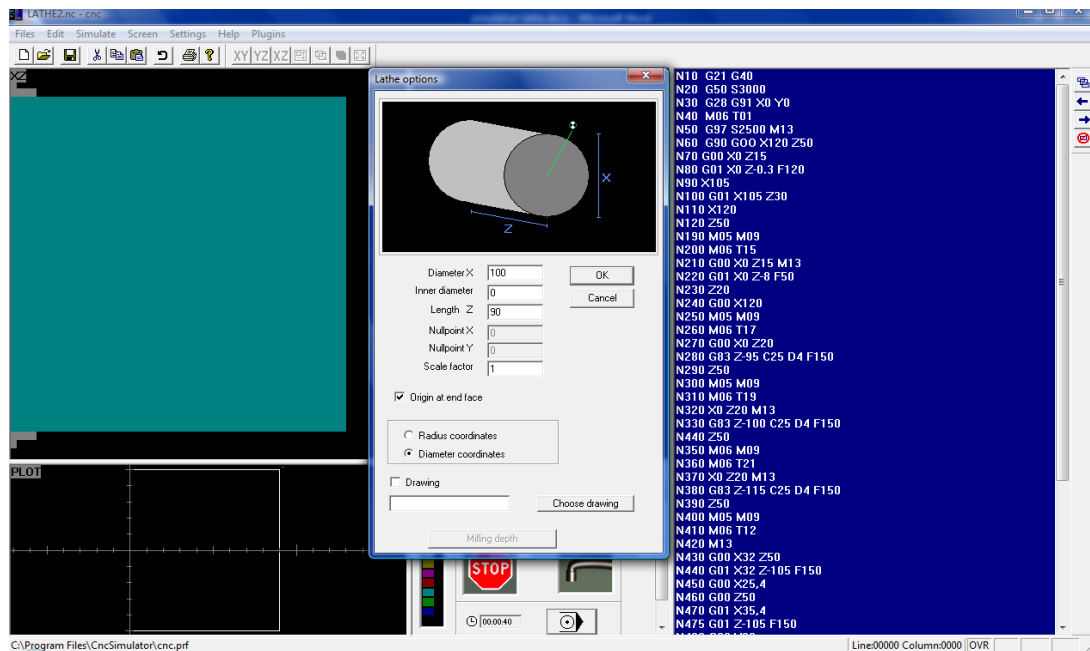 LATHE2.nc - cnc
Files Edit Simulate Screen Settings Help Plugins
XY YZ XZ
XZ
Lathe options
X
Z
Diameter X 100
OK
Inner diameter 0
Cancel
Length Z 90
Nullpoint X 0
Nullpoint Y 0
Scale factor 1
Origin at end face
Radius coordinates
Diameter coordinates
Drawing
Choose drawing
Milling depth
PLOT
STOP
00:00:40
N10 G21 G40
N20 G50 S3000
N30 G28 G91 X0 Y0
N40 M06 T01
N50 G97 S2500 M13
N60 G90 GOO X120 Z50
N70 G00 X0 Z15
N80 G01 X0 Z-0.3 F120
N90 X105
N100 G01 X105 Z30
N110 X120
N120 Z50
N190 M05 M09
N200 M06 T15
N210 G00 X0 Z15 M13
N220 G01 X0 Z-8 F50
N230 Z20
N240 G00 X120
N250 M05 M09
N260 M06 T17
N270 G00 X0 Z20
N280 G83 Z-95 C25 D4 F150
N290 Z50
N300 M05 M09
N310 M06 T19
N320 X0 Z20 M13
N330 G83 Z-100 C25 D4 F150
N440 Z50
N350 M06 M09
N360 M06 T21
N370 X0 Z20 M13
N380 G83 Z-115 C25 D4 F150
N390 Z50
N400 M05 M09
N410 M06 T12
N420 M13
N430 G00 X32 Z50
N440 G01 X32 Z-105 F150
N450 G00 X25,4
N460 G00 Z50
N470 G01 X35,4
N475 G01 Z-105 F150
C:\Program Files\CncSimulator\cnc.prf
Line:00000 Column:0000 OVR